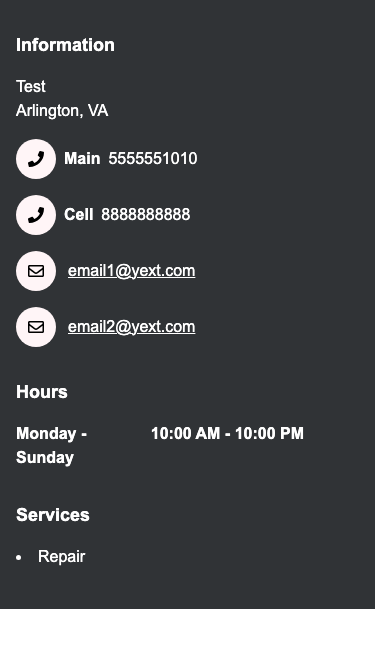 Information
Test
Arlington, VA
Main 5555551010
Cell 8888888888
email1@yext.com
email2@yext.com
Hours
Monday - 10:00 AM - 10:00 PM
Sunday
Services
• Repair